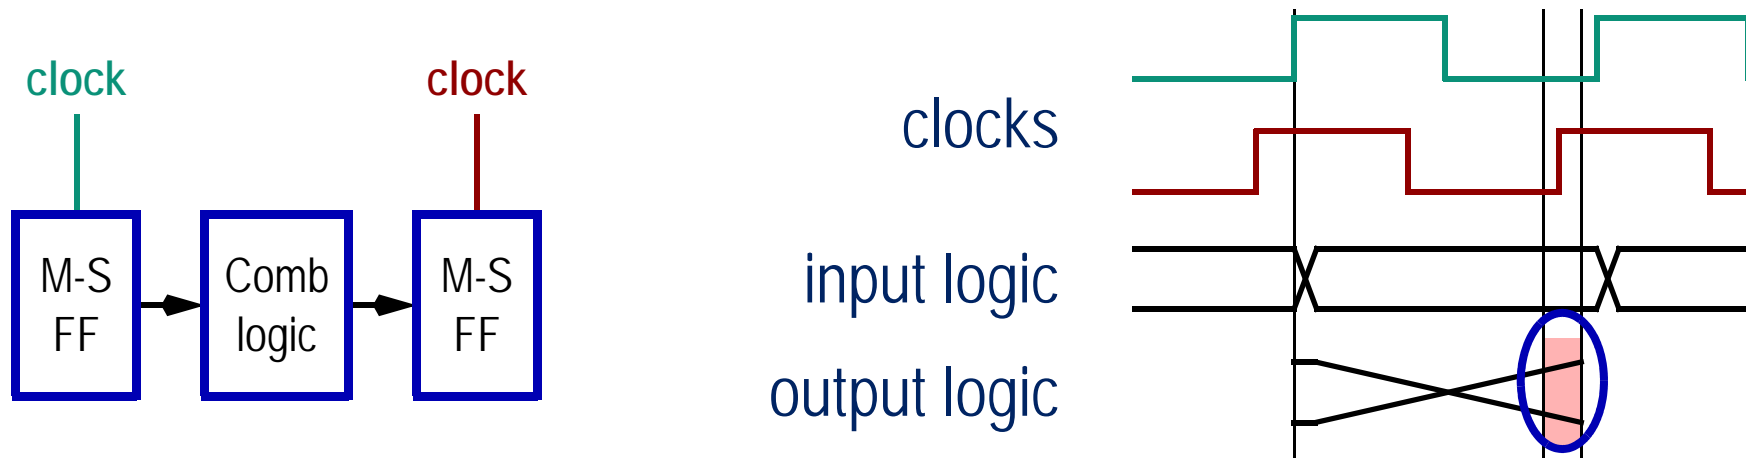 clock
clock
M-S
FF
Comb
logic
M-S
FF
clocks
input logic
output logic